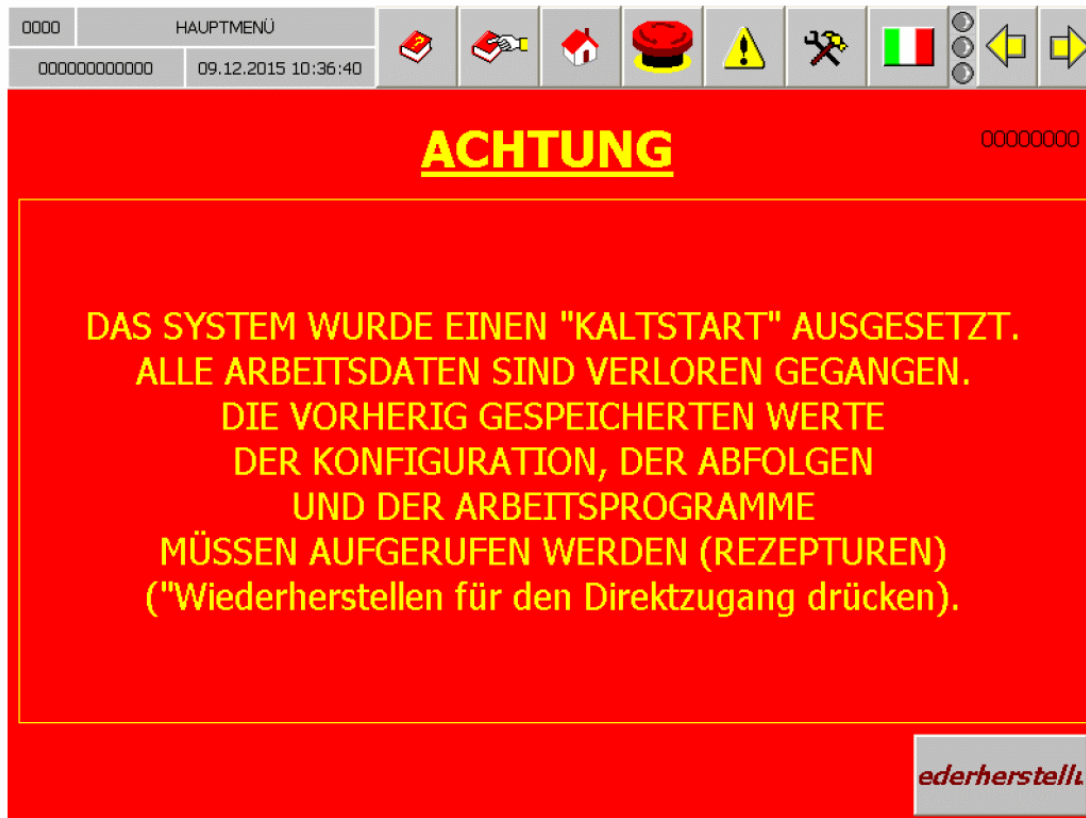 0000 HAUPTMENÜ
000000000000 09.12.2015 10:36:40
ACHTUNG
00000000
DAS SYSTEM WURDE EINEN "KALTSTART" AUSGESETZT.
ALLE ARBEITSDATEN SIND VERLOREN GEGANGEN.
DIE VORHERIG GESPEICHERTEN WERTE
DER KONFIGURATION, DER ABFOLGEN
UND DER ARBEITSPROGRAMME
MÜSSEN AUFGERUFEN WERDEN (REZEPTUREN)
("Wiederherstellen für den Direktzugang drücken).
ederherstellu